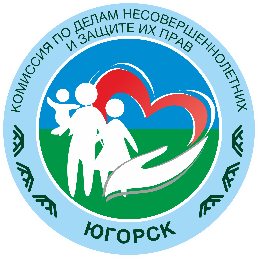 КОМИССИЯ ПО ДЕЛАМ НЕСОВЕРШЕННОЛЕТНИХ
И ЗАЩИТЕ ИХ ПРАВ
ЮГОРСК